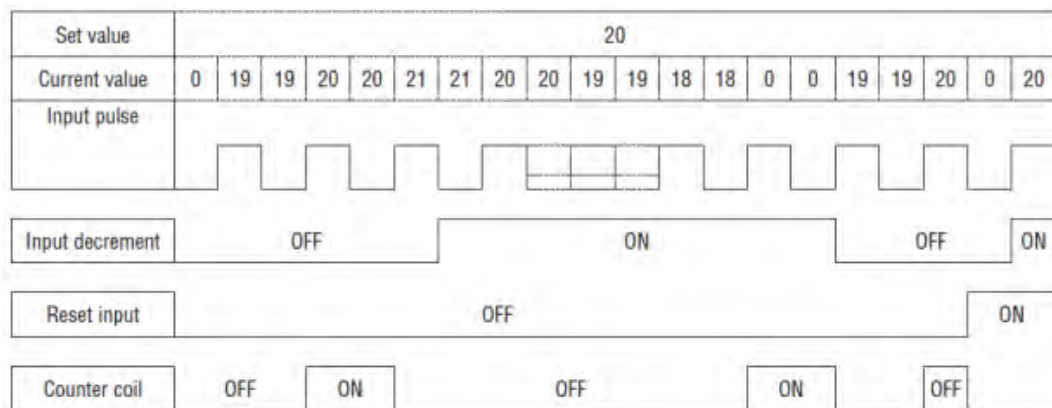 Set value 20
Current value 0 19 19 20 20 21 21 20 20 19 19 18 18 0 0 19 19 20 0 20
Input pulse
Input decrement OFF ON OFF ON
Reset input OFF ON
Counter coil OFF ON OFF ON OFF